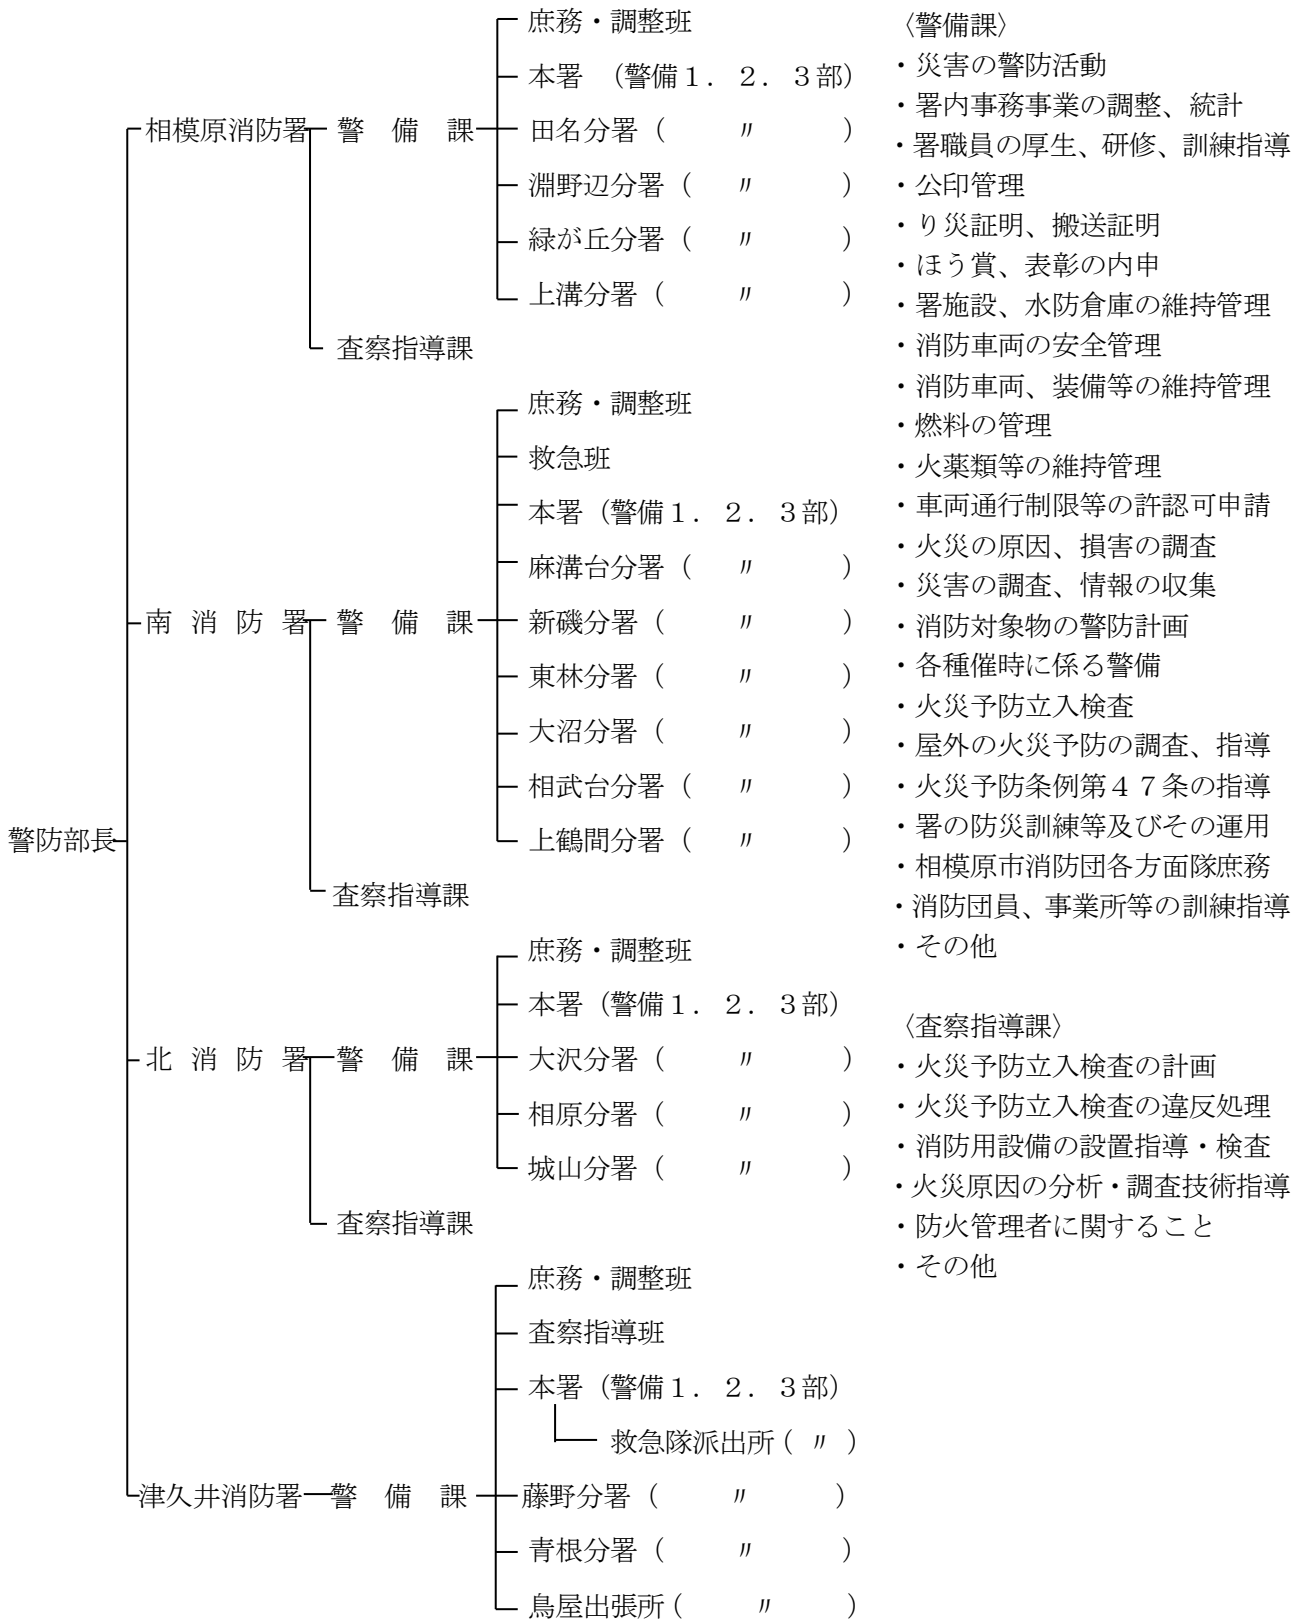 庶務・調整班
本署 （警備１．２．３部）
相模原消防署
警備課
田名分署（ 〃 ）
淵野辺分署（ 〃 ）
緑が丘分署（ 〃 ）
上溝分署（ 〃 ）
査察指導課
庶務・調整班
救急班
本署（警備１．２．３部）
麻溝台分署（ 〃 ）
南消防署
警備課
新磯分署（ 〃 ）
東林分署（ 〃 ）
大沼分署（ 〃 ）
相武台分署（ 〃 ）
上鶴間分署（ 〃 ）
警防部長
査察指導課
庶務・調整班
本署（警備１．２．３部）
北消防署
警備課
大沢分署（ 〃 ）
相原分署（ 〃 ）
城山分署（ 〃 ）
査察指導課
庶務・調整班
査察指導班
本署（警備１．２．３部）
救急隊派出所（ 〃 ）
津久井消防署
警備課
藤野分署（ 〃 ）
青根分署（ 〃 ）
鳥屋出張所（ 〃 ）
〈警備課〉
・災害の警防活動
・署内事務事業の調整、統計
・署職員の厚生、研修、訓練指導
・公印管理
・り災証明、搬送証明
・ほう賞、表彰の内申
・署施設、水防倉庫の維持管理
・消防車両の安全管理
・消防車両、装備等の維持管理
・燃料の管理
・火薬類等の維持管理
・車両通行制限等の許認可申請
・火災の原因、損害の調査
・災害の調査、情報の収集
・消防対象物の警防計画
・各種催時に係る警備
・火災予防立入検査
・屋外の火災予防の調査、指導
・火災予防条例第４７条の指導
・署の防災訓練等及びその運用
・相模原市消防団各方面隊庶務
・消防団員、事業所等の訓練指導
・その他
〈査察指導課〉
・火災予防立入検査の計画
・火災予防立入検査の違反処理
・消防用設備の設置指導・検査
・火災原因の分析・調査技術指導
・防火管理者に関すること
・その他